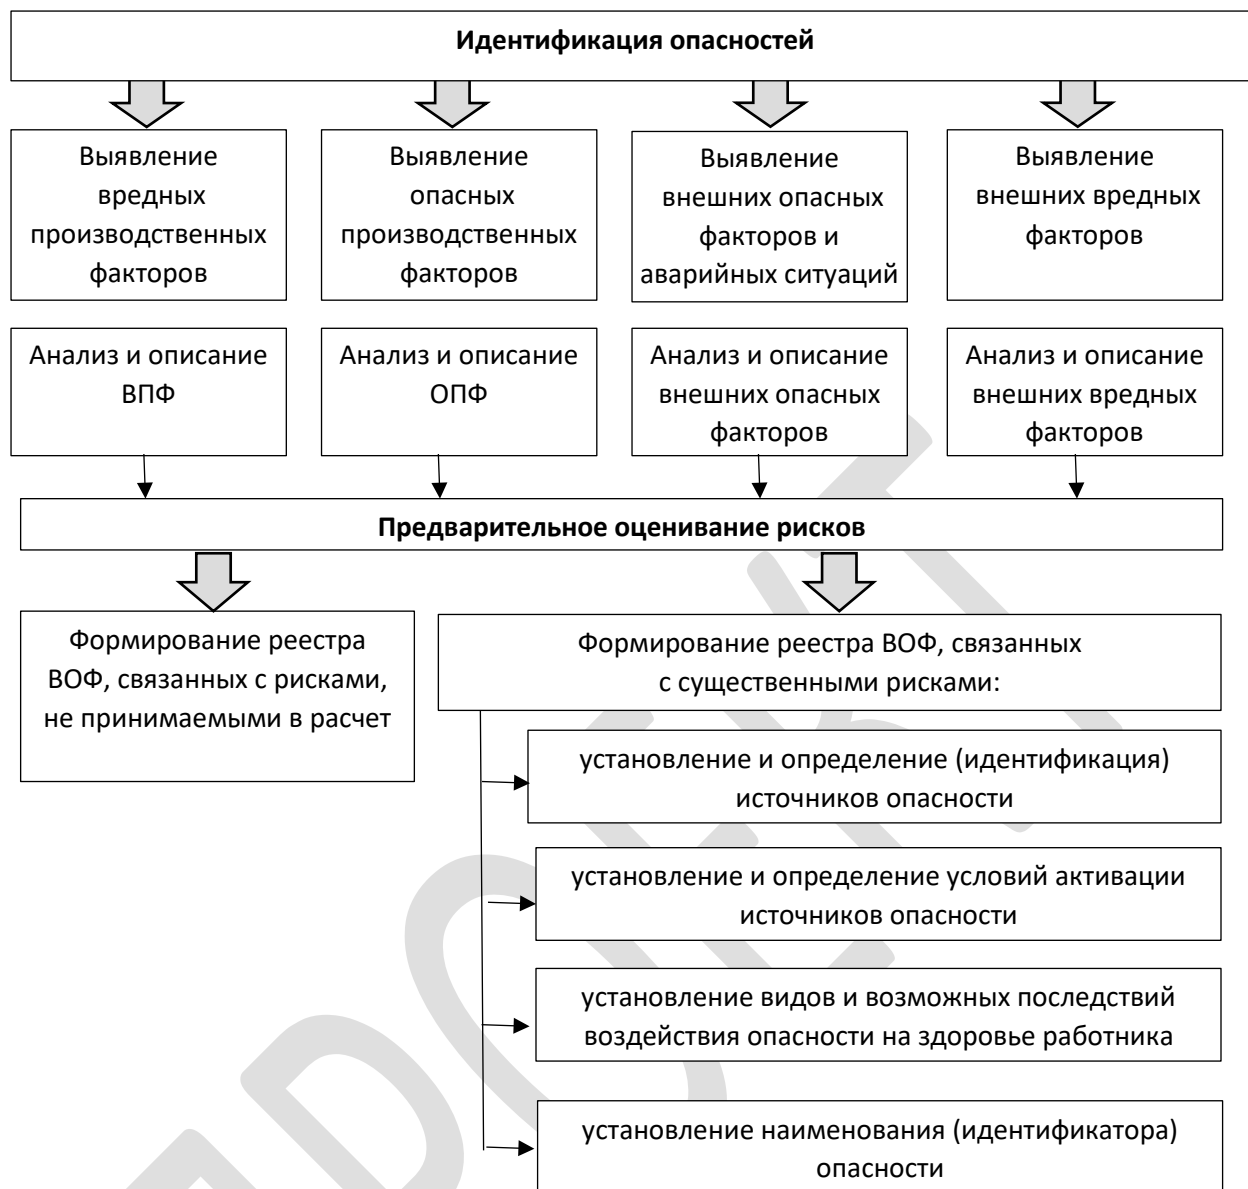 Идентификация опасностей
Выявление
вредных
производственных
факторов
Выявление
опасных
производственных
факторов
Выявление
внешних опасных
факторов и
аварийных ситуаций
Выявление
внешних вредных
факторов
Анализ и описание
ВПФ
Анализ и описание
ОПФ
Анализ и описание
внешних опасных
факторов
Анализ и описание
внешних вредных
факторов
Предварительное оценивание рисков
Формирование реестра
ВОФ, связанных с рисками,
не принимаемыми в расчет
Формирование реестра ВОФ, связанных
с существенными рисками:
установление и определение (идентификация)
источников опасности
установление и определение условий активации
источников опасности
установление видов и возможных последствий
воздействия опасности на здоровье работника
установление наименования (идентификатора)
опасности